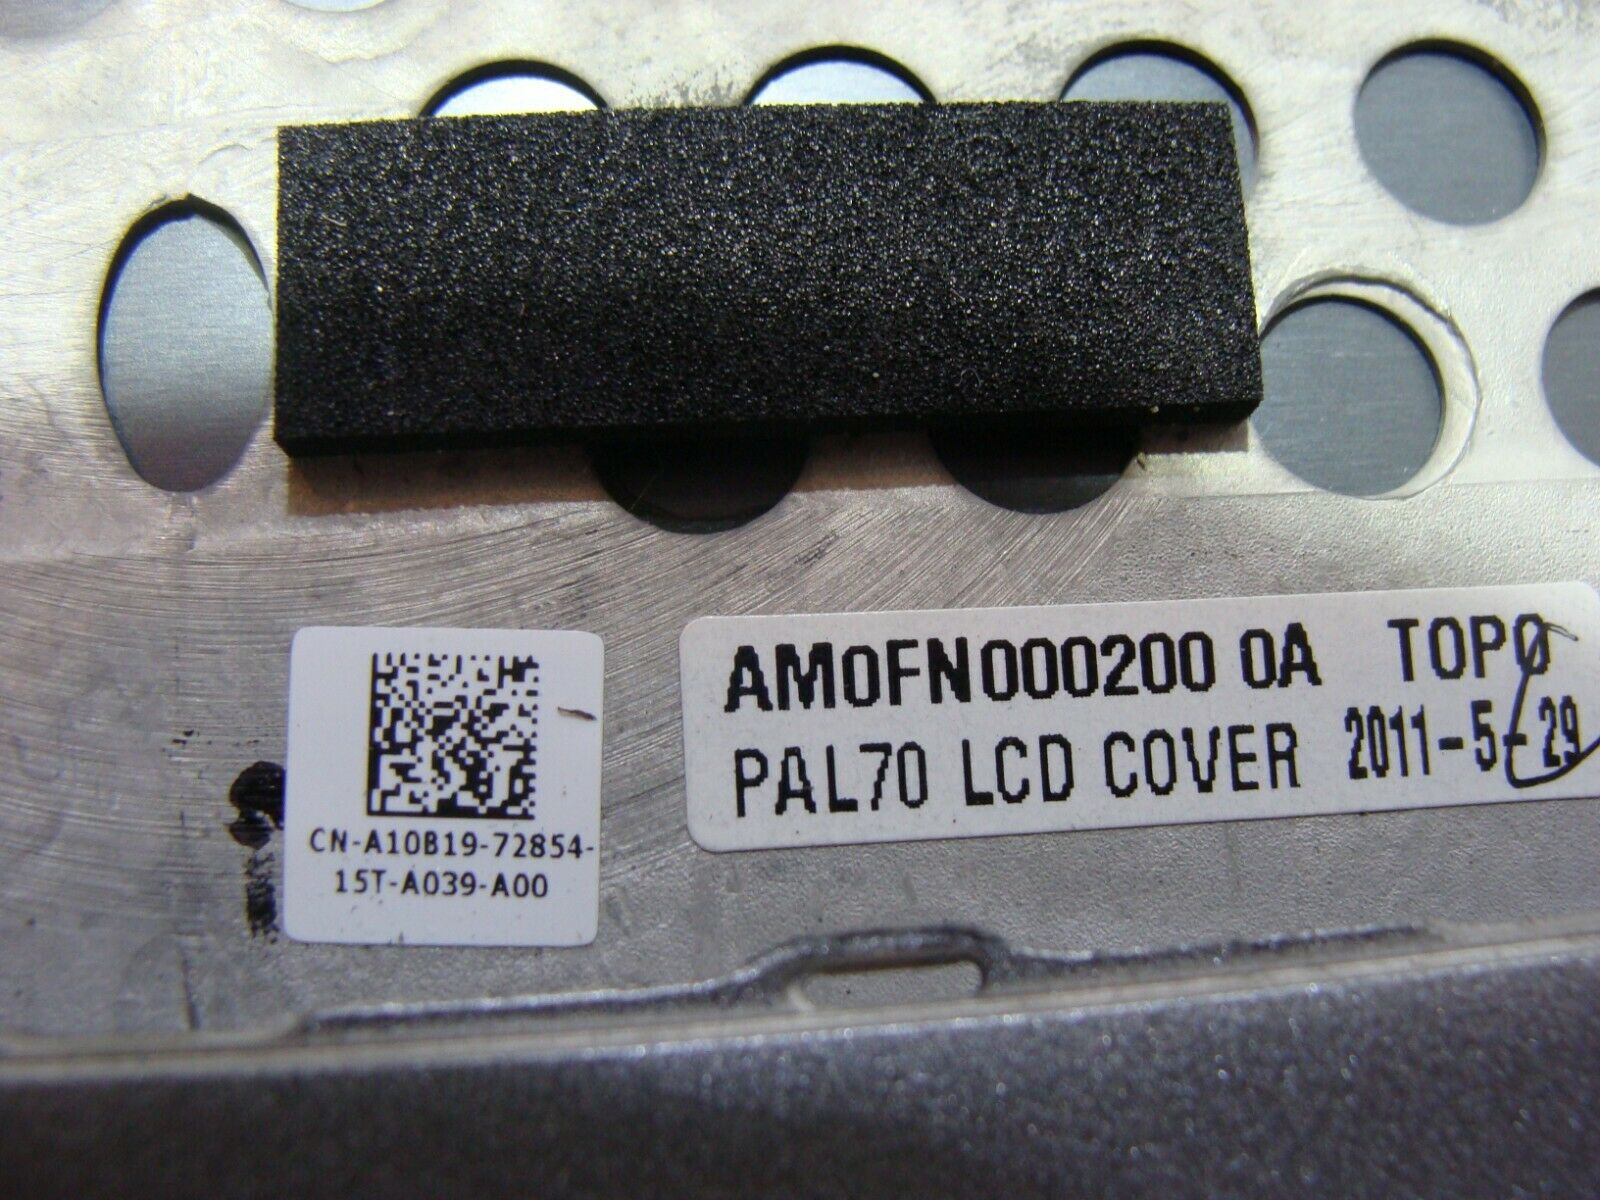 AM0FN000200 0A TOP0
PAL70 LCD COVER 2011-5-29
CN-A10B19-72854-
15T-A039-A00